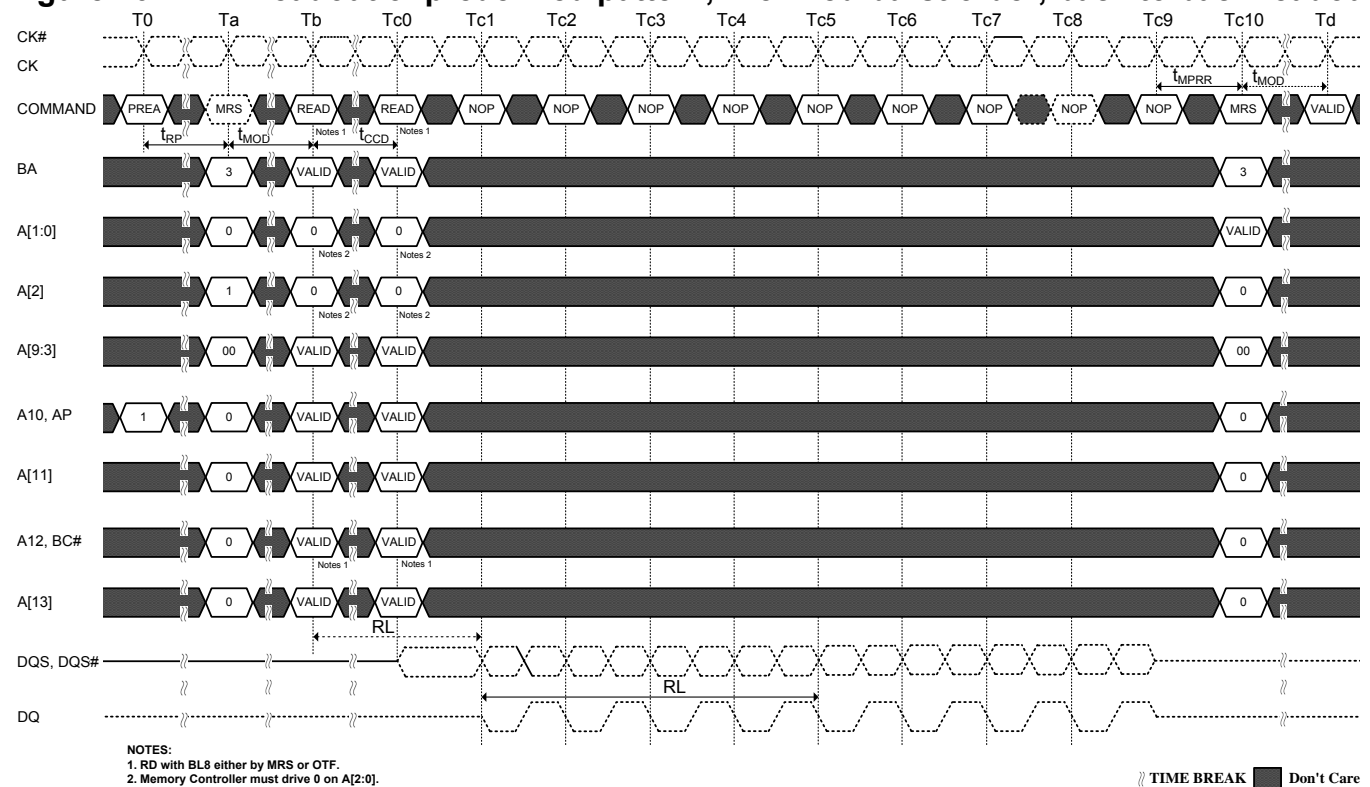 T0 Ta Tb Tc0 Tc1 Tc2 Tc3 Tc4 Tc5 Tc6 Tc7 Tc8 Tc9 Tc10 Td
CK#
CK
tMPRR tMOD
COMMAND PREA MRS READ READ NOP NOP NOP NOP NOP NOP NOP NOP NOP MRS VALID
Notes 1 Notes 1
tRP tMOD tCCD
BA 3 VALID VALID 3
A[1:0] 0 0 0 VALID
Notes 2 Notes 2
A[2] 1 0 0 0
Notes 2 Notes 2
A[9:3] 00 VALID VALID 00
A10, AP 1 0 VALID VALID 0
A[11] 0 VALID VALID 0
A12, BC# 0 VALID VALID 0
Notes 1 Notes 1
A[13] 0 VALID VALID 0
RL
DQS, DQS#
RL
DQ
NOTES:
1. RD with BL8 either by MRS or OTF.
2. Memory Controller must drive 0 on A[2:0].
TIME BREAK Don't Care